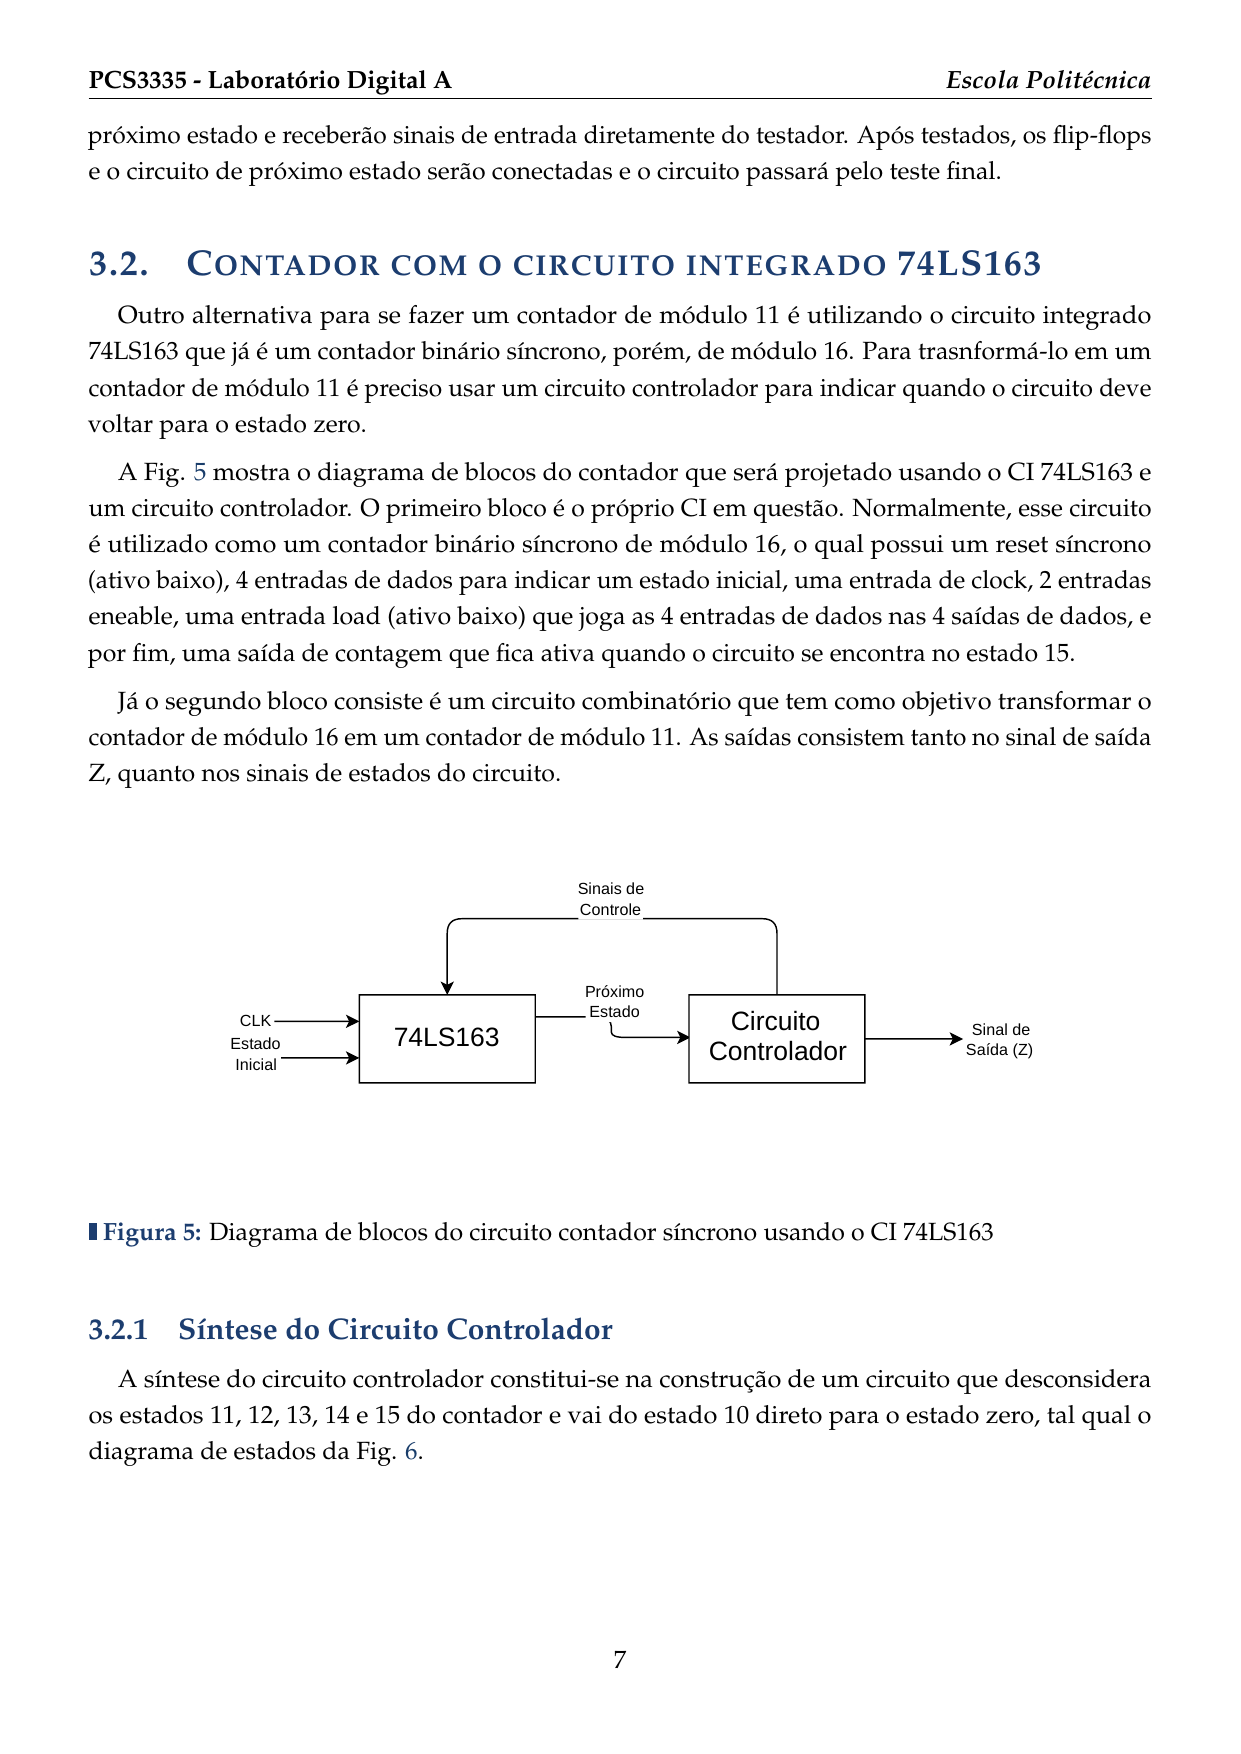 PCS3335 - Laboratório Digital A
Escola Politécnica
próximo estado e receberão sinais de entrada diretamente do testador. Após testados, os flip-flops
e o circuito de próximo estado serão conectadas e o circuito passará pelo teste final.
3.2. CONTADOR COM O CIRCUITO INTEGRADO 74LS163
Outro alternativa para se fazer um contador de módulo 11 é utilizando o circuito integrado
74LS163 que já é um contador binário síncrono, porém, de módulo 16. Para trasnformá-lo em um
contador de módulo 11 é preciso usar um circuito controlador para indicar quando o circuito deve
voltar para o estado zero.
A Fig. 5 mostra o diagrama de blocos do contador que será projetado usando o CI 74LS163 e
um circuito controlador. O primeiro bloco é o próprio CI em questão. Normalmente, esse circuito
é utilizado como um contador binário síncrono de módulo 16, o qual possui um reset síncrono
(ativo baixo), 4 entradas de dados para indicar um estado inicial, uma entrada de clock, 2 entradas
eneable, uma entrada load (ativo baixo) que joga as 4 entradas de dados nas 4 saídas de dados, e
por fim, uma saída de contagem que fica ativa quando o circuito se encontra no estado 15.
Já o segundo bloco consiste é um circuito combinatório que tem como objetivo transformar o
contador de módulo 16 em um contador de módulo 11. As saídas consistem tanto no sinal de saída
Z, quanto nos sinais de estados do circuito.
Sinais de
Controle
CLK
Estado
Inicial
74LS163
Próximo
Estado
Circuito
Controlador
Sinal de
Saída (Z)
Figura 5: Diagrama de blocos do circuito contador síncrono usando o CI 74LS163
3.2.1 Síntese do Circuito Controlador
A síntese do circuito controlador constitui-se na construção de um circuito que desconsidera
os estados 11, 12, 13, 14 e 15 do contador e vai do estado 10 direto para o estado zero, tal qual o
diagrama de estados da Fig. 6.
7